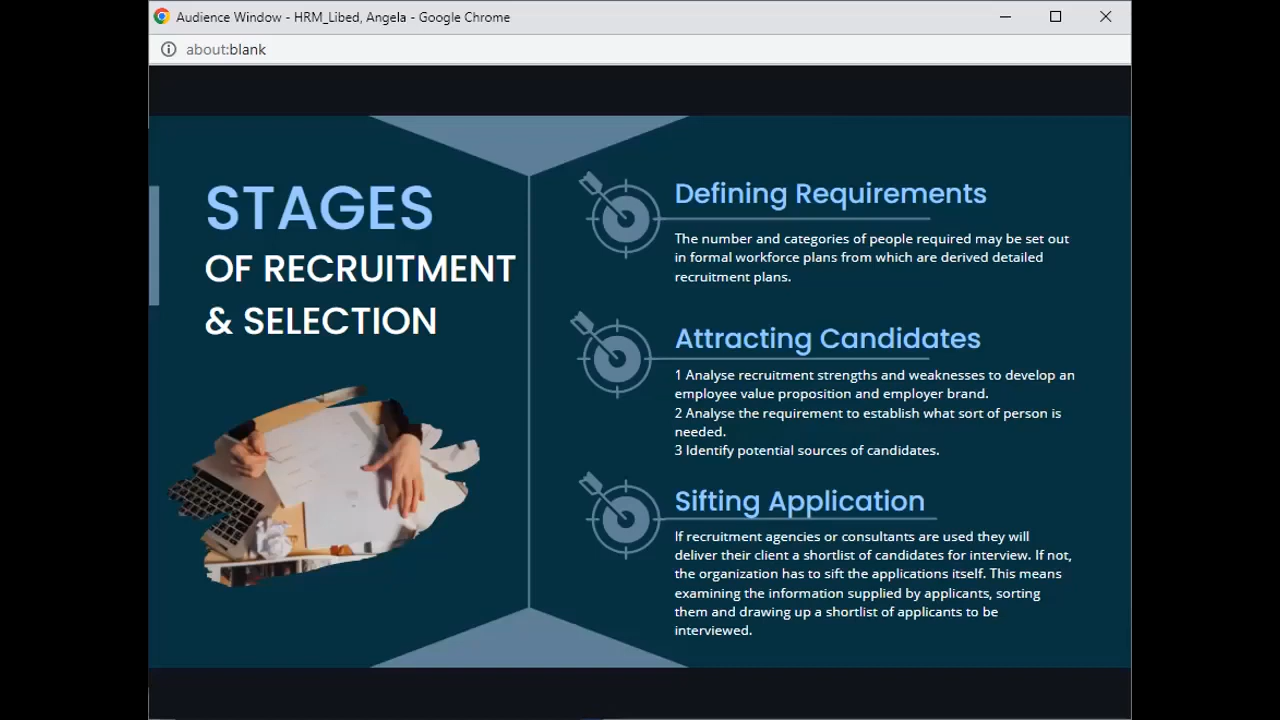 Audience Window - HRM_Libed, Angela - Google Chrome
about:blank
STAGES
OF RECRUITMENT
& SELECTION
Defining Requirements
The number and categories of people required may be set out
in formal workforce plans from which are derived detailed
recruitment plans.
Attracting Candidates
1 Analyse recruitment strengths and weaknesses to develop an
employee value proposition and employer brand.
2 Analyse the requirement to establish what sort of person is
needed.
3 Identify potential sources of candidates.
Sifting Application
If recruitment agencies or consultants are used they will
deliver their client a shortlist of candidates for interview. If not,
the organization has to sift the applications itself. This means
examining the information supplied by applicants, sorting
them and drawing up a shortlist of applicants to be
interviewed.